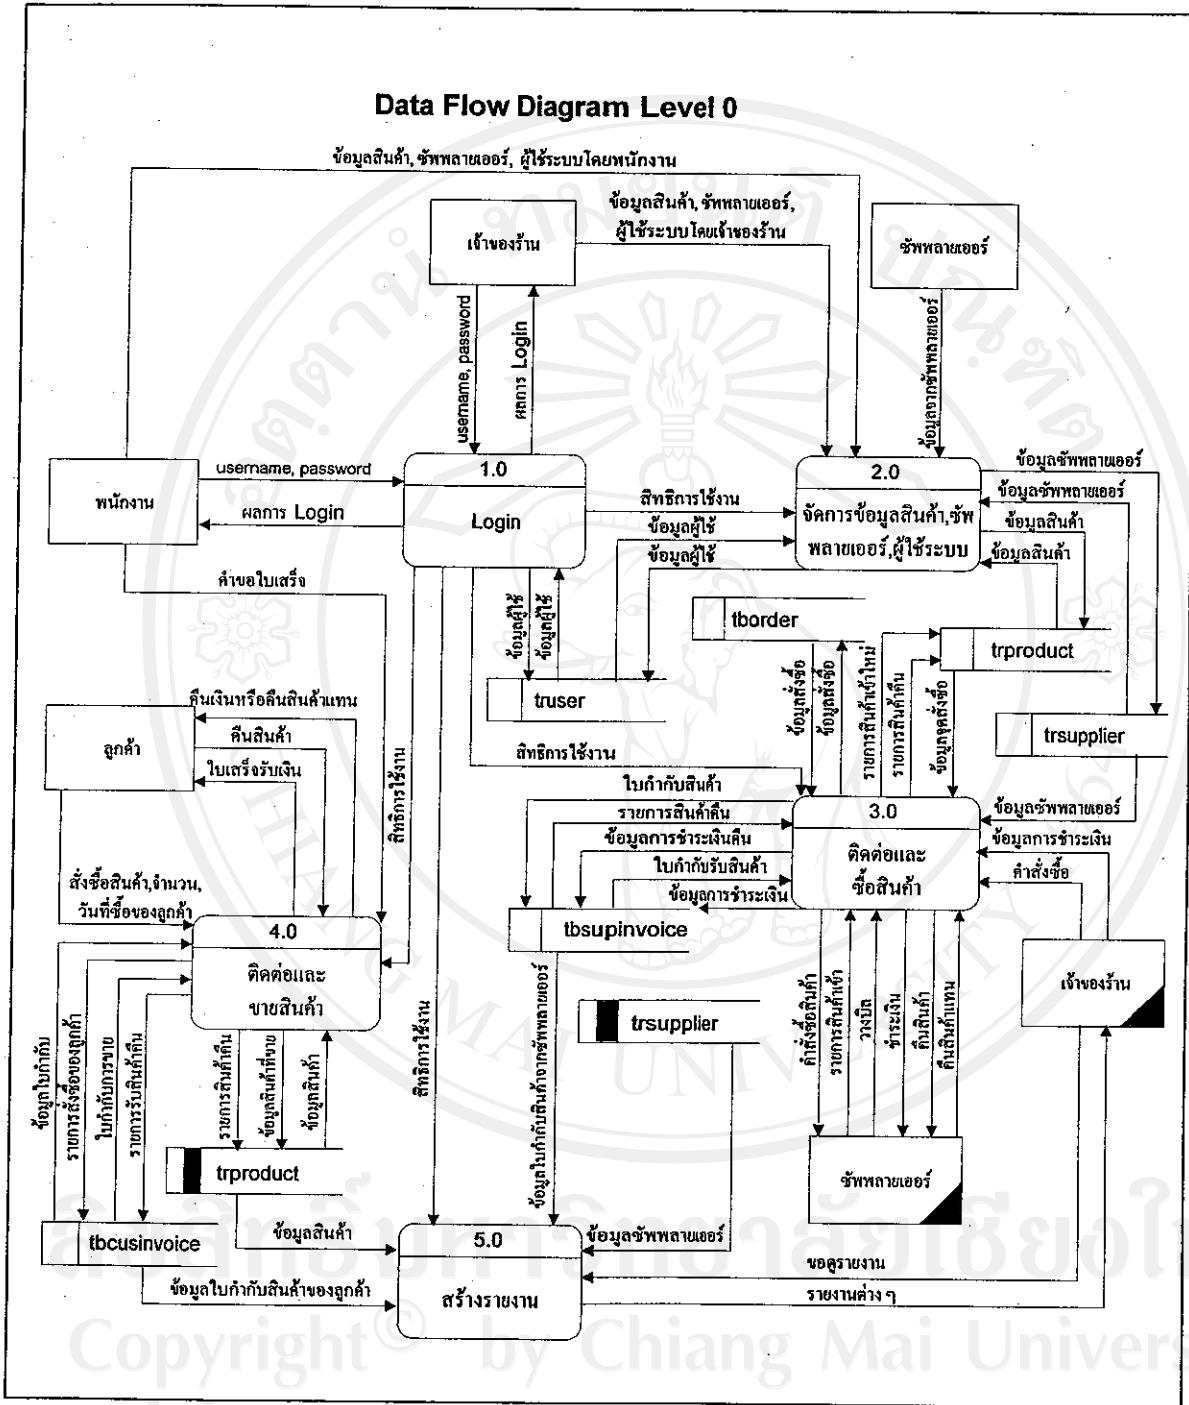 Data Flow Diagram Level 0
ข้อมูลสินค้า, ซัพพลายเออร์, ผู้ใช้ระบบโดยพนักงาน
ข้อมูลสินค้า, ซัพพลายเออร์,
ผู้ใช้ระบบโดยเจ้าของร้าน
เจ้าของร้าน
ซัพพลายเออร์
username, password
ผลการ Login
ข้อมูลจากซัพพลายเออร์
พนักงาน
username, password
ผลการ Login
1.0
Login
สิทธิการใช้งาน
ข้อมูลผู้ใช้
ข้อมูลผู้ใช้
2.0
จัดการข้อมูลสินค้า,ซัพ
พลายเออร์,ผู้ใช้ระบบ
ข้อมูลซัพพลายเออร์
ข้อมูลซัพพลายเออร์
ข้อมูลสินค้า
ข้อมูลสินค้า
คำขอใบเสร็จ
ข้อมูลผู้ใช้
ข้อมูลผู้ใช้
truser
tborder
trproduct
trsupplier
ข้อมูลสั่งซื้อ
ข้อมูลสั่งซื้อ
รายการสินค้าเข้าใหม่
รายการสินค้าคืน
ข้อมูลจุดสั่งซื้อ
คืนเงินหรือคืนสินค้าแทน
คืนสินค้า
ใบเสร็จรับเงิน
ลูกค้า
สิทธิการใช้งาน
สิทธิการใช้งาน
ใบกำกับสินค้า
รายการสินค้าคืน
ข้อมูลการชำระเงินคืน
ใบกำกับรับสินค้า
ข้อมูลการชำระเงิน
3.0
ติดต่อและ
ซื้อสินค้า
ข้อมูลซัพพลายเออร์
ข้อมูลการชำระเงิน
คำสั่งซื้อ
สั่งซื้อสินค้า,จำนวน,
วันที่ซื้อของลูกค้า
4.0
ติดต่อและ
ขายสินค้า
tbsupinvoice
trsupplier
เจ้าของร้าน
คำสั่งซื้อสินค้า
รายการสินค้าเข้า
วางบิล
ชำระเงิน
คืนสินค้า
คืนสินค้าแทน
ข้อมูลใบกำกับ
รายการสั่งซื้อของลูกค้า
ใบกำกับการขาย
รายการรับสินค้าคืน
รายการสินค้าคืน
ข้อมูลสินค้าที่ขาย
ข้อมูลสินค้า
สิทธิการใช้งาน
ข้อมูลใบกำกับสินค้าจากซัพพลายเออร์
trproduct
ซัพพลายเออร์
tbcusinvoice
ข้อมูลสินค้า
ข้อมูลใบกำกับสินค้าของลูกค้า
5.0
สร้างรายงาน
ข้อมูลซัพพลายเออร์
ขอดูรายงาน
รายงานต่าง ๆ
CHIANG MAI UNIVERSITY
Copyright © by Chiang Mai Univers